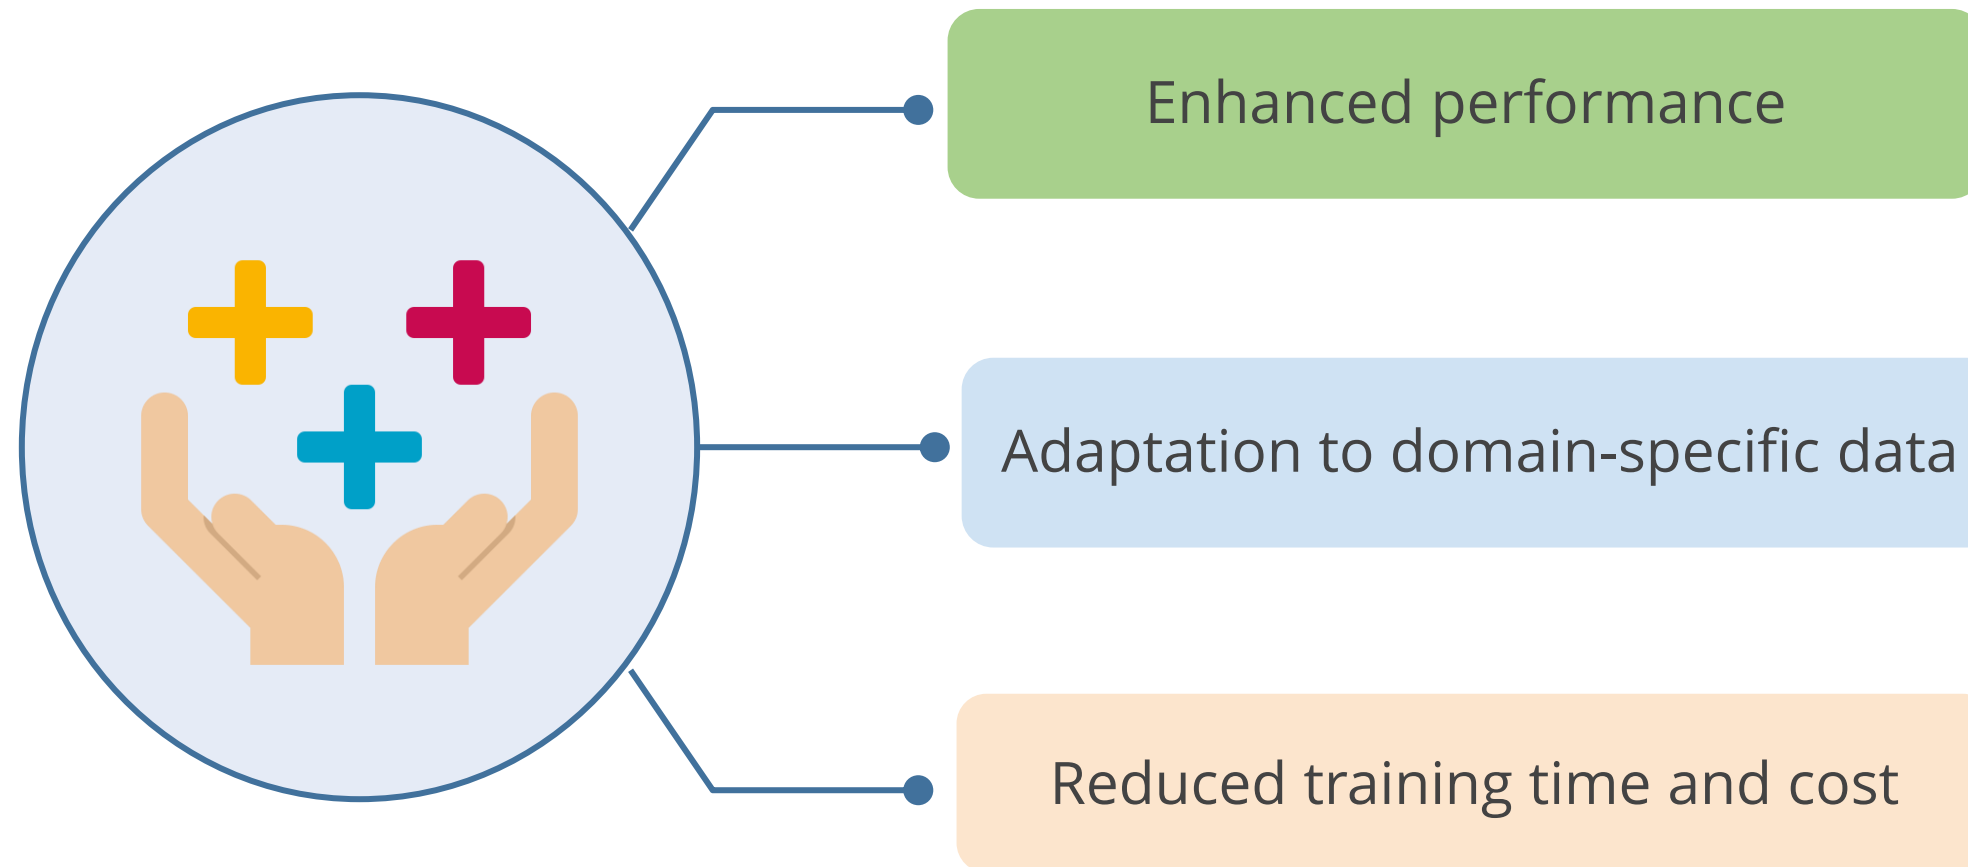 Enhanced performance
Adaptation to domain-specific data
Reduced training time and cost